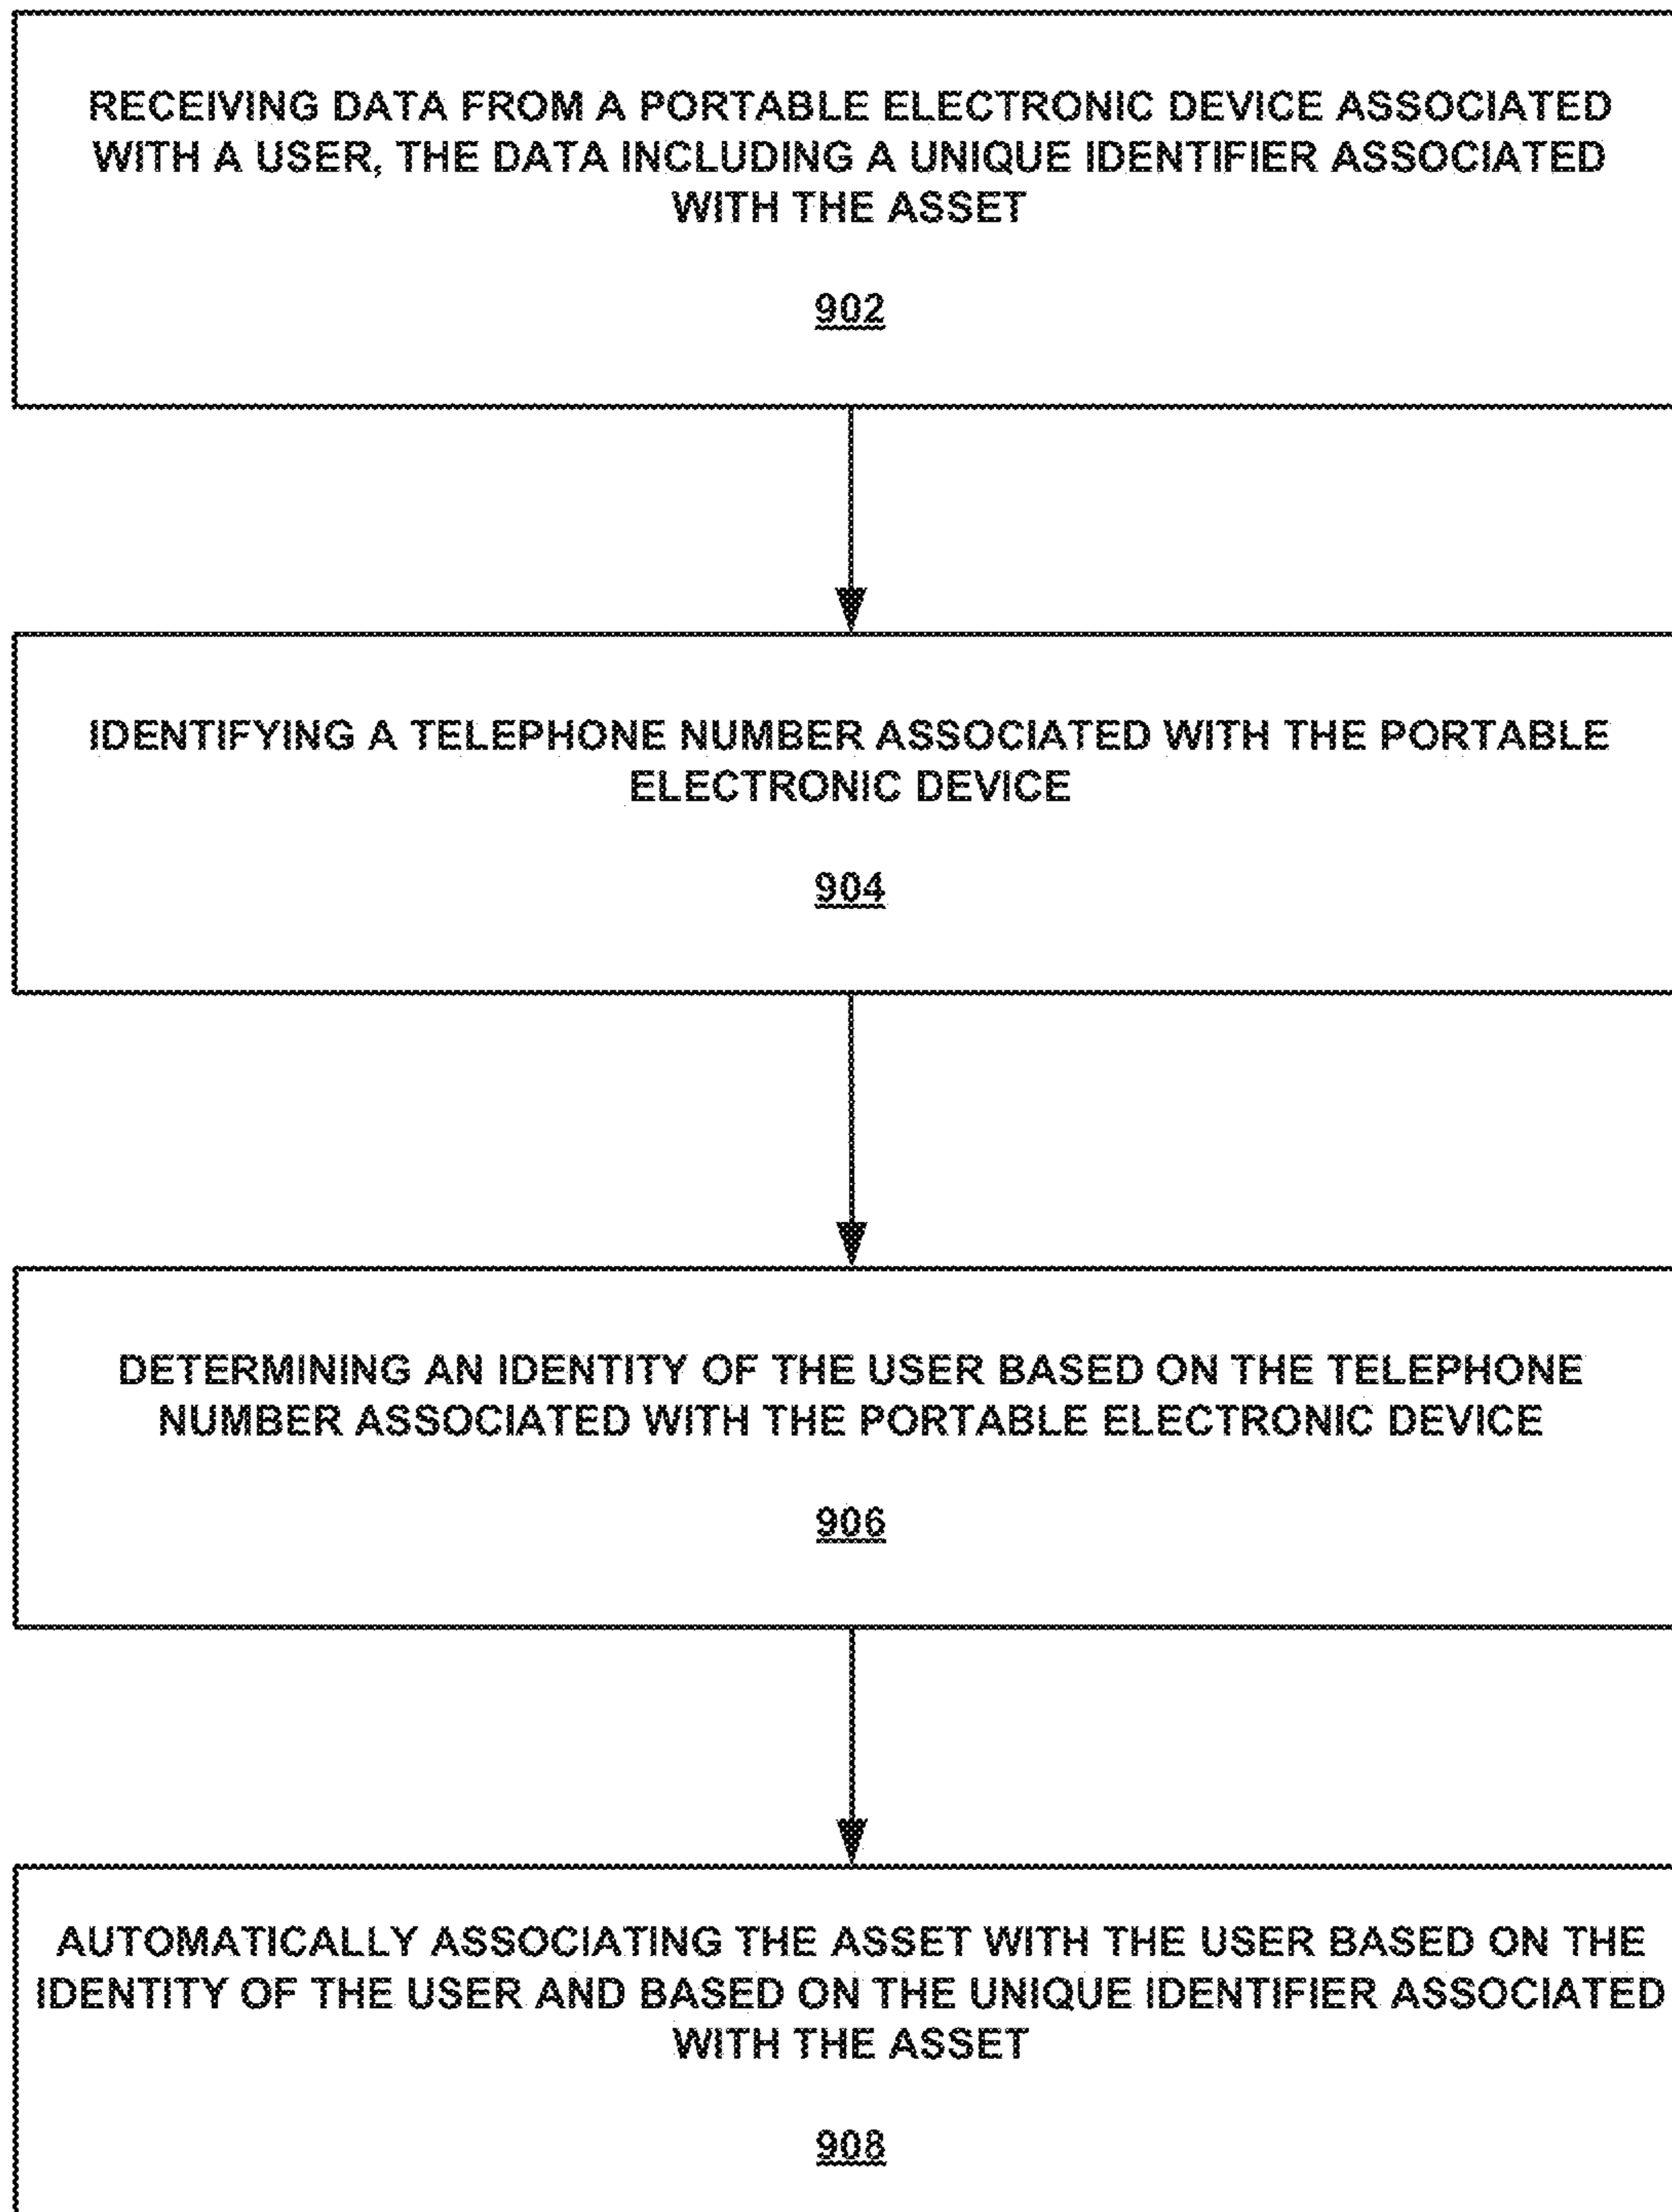 RECEIVING DATA FROM A PORTABLE ELECTRONIC DEVICE ASSOCIATED
WITH A USER, THE DATA INCLUDING A UNIQUE IDENTIFIER ASSOCIATED
WITH THE ASSET
902
IDENTIFYING A TELEPHONE NUMBER ASSOCIATED WITH THE PORTABLE
ELECTRONIC DEVICE
904
DETERMINING AN IDENTITY OF THE USER BASED ON THE TELEPHONE
NUMBER ASSOCIATED WITH THE PORTABLE ELECTRONIC DEVICE
906
AUTOMATICALLY ASSOCIATING THE ASSET WITH THE USER BASED ON THE
IDENTITY OF THE USER AND BASED ON THE UNIQUE IDENTIFIER ASSOCIATED
WITH THE ASSET
908